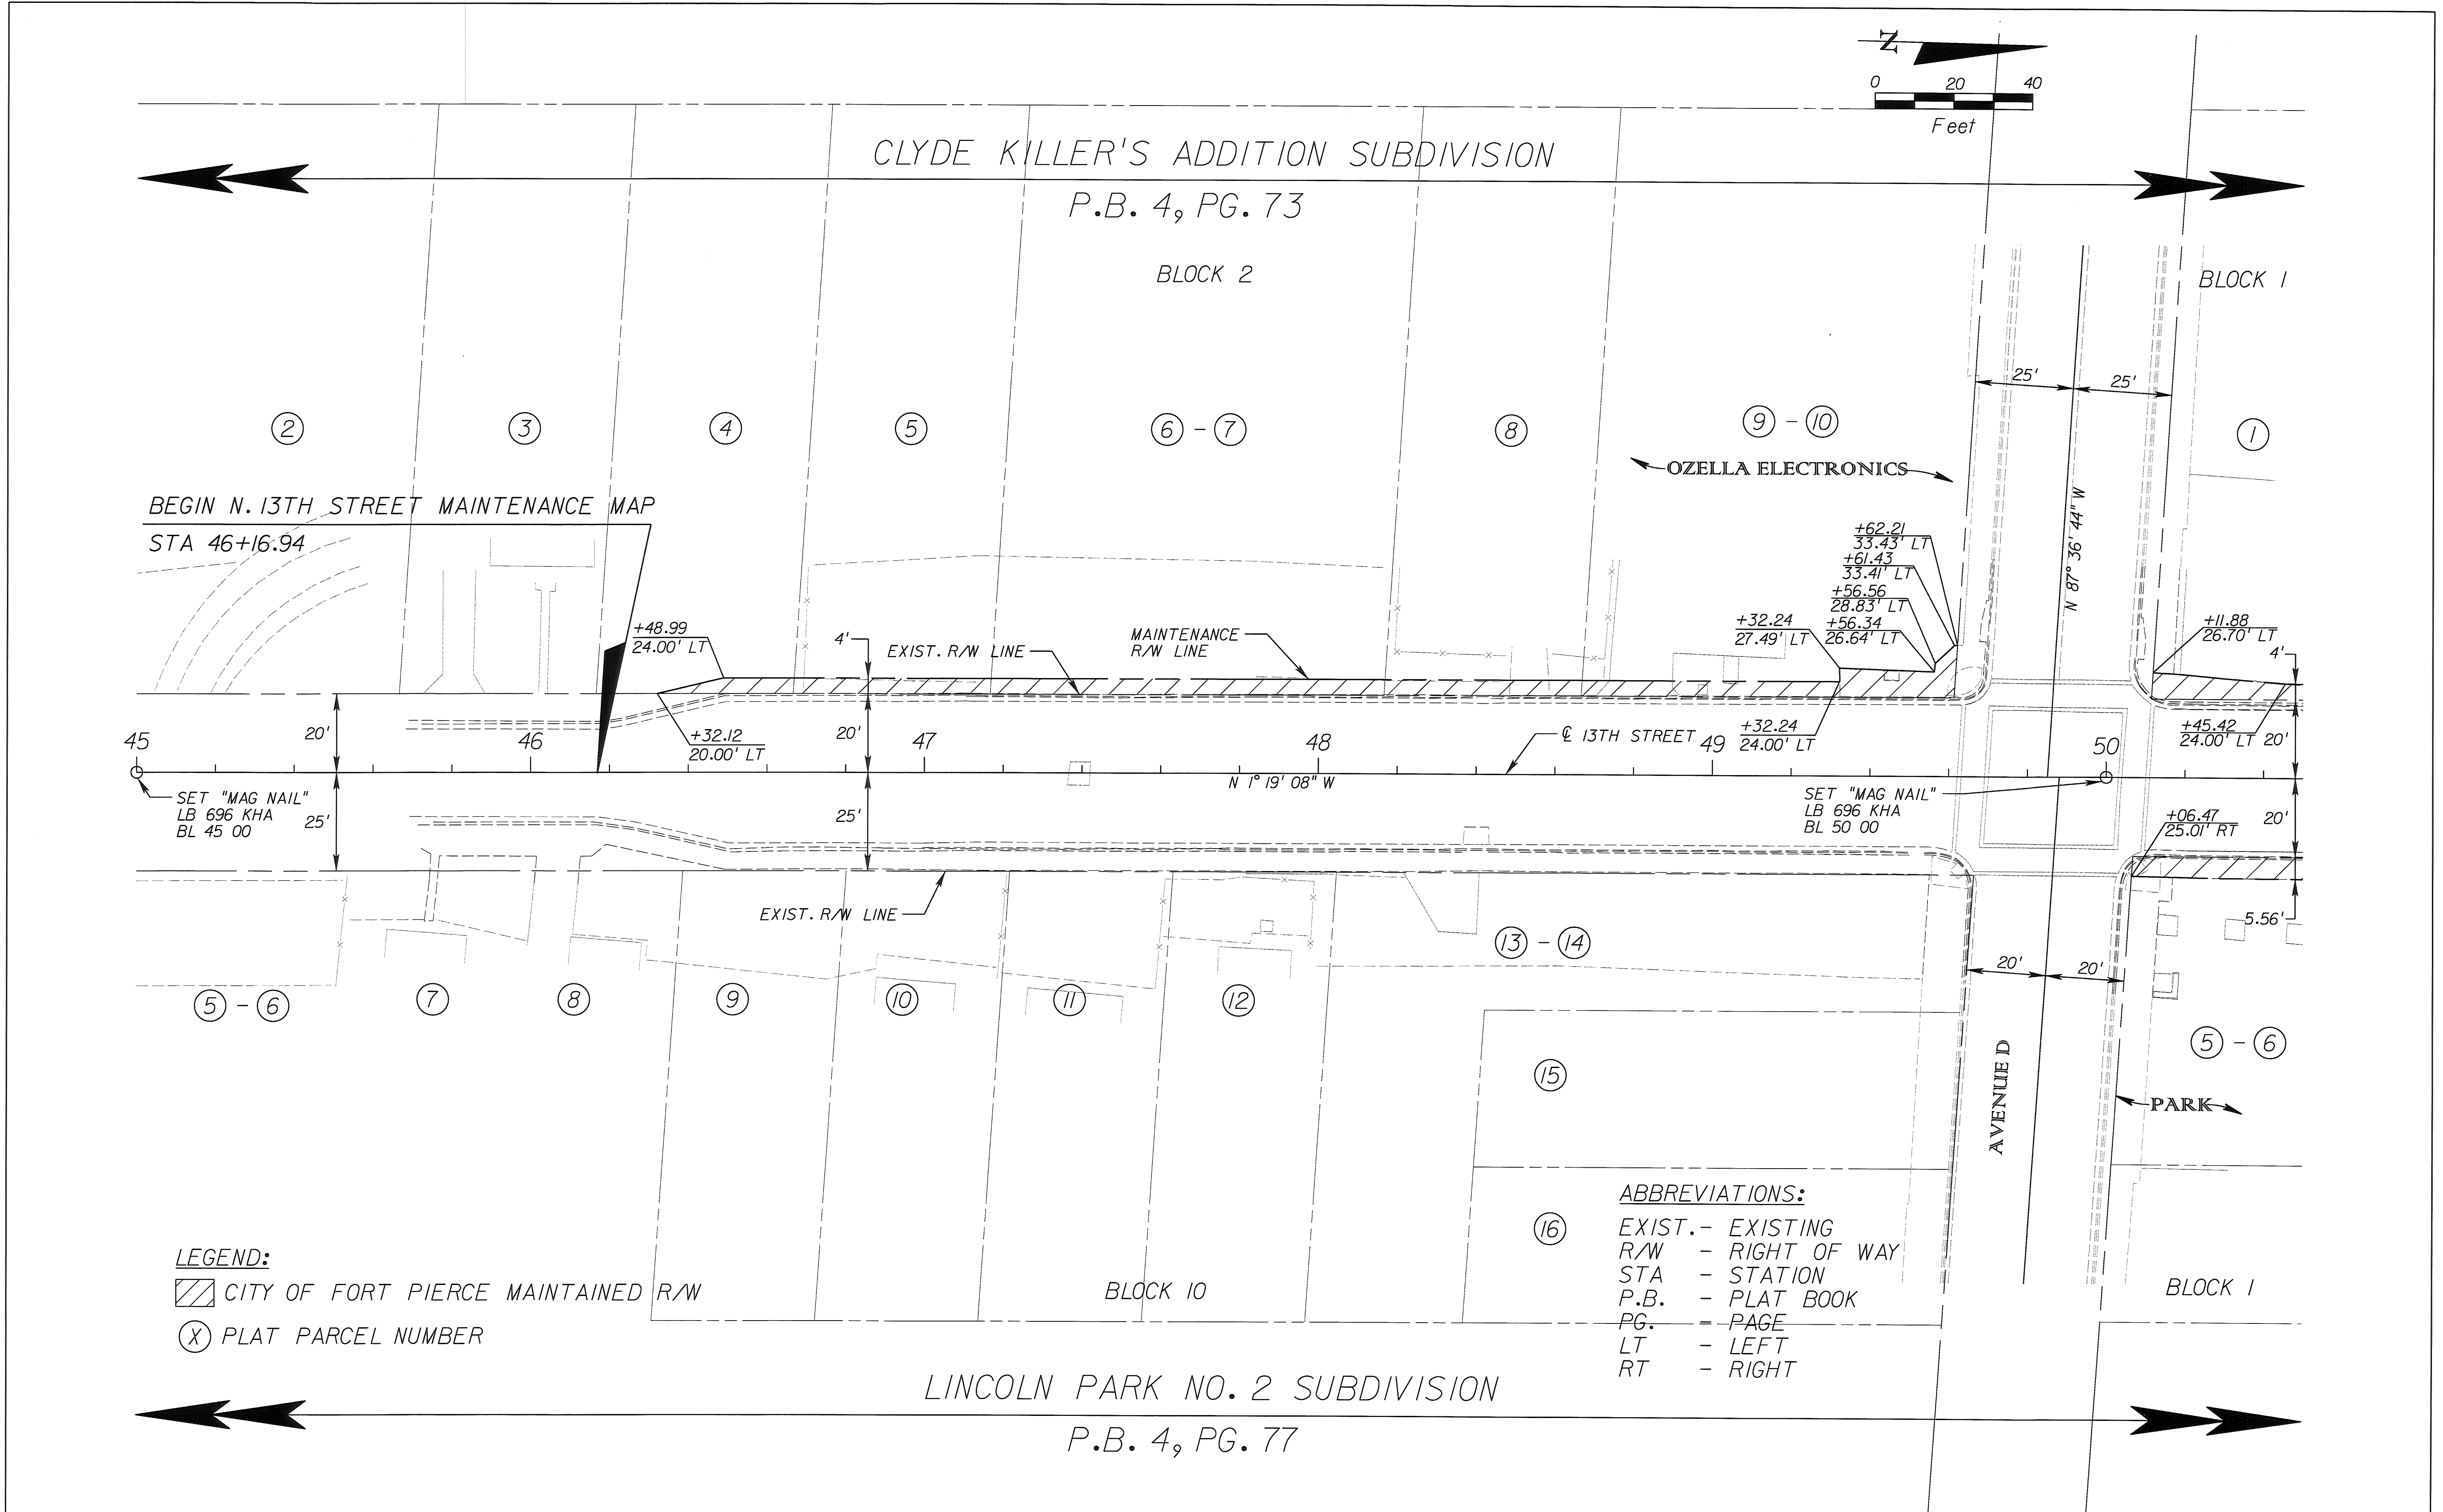 N
0 20 40
Feet
CLYDE KILLER'S ADDITION SUBDIVISION
P.B. 4, PG. 73
BLOCK 2
BLOCK 1
25' 25'
2 3 4 5 6 - 7 8 9 - 10 1
OZELLA ELECTRONICS
N 87° 36' 44" W
BEGIN N. 13TH STREET MAINTENANCE MAP
STA 46+16.94
+62.21
33.43' LT
+61.43
33.41' LT
+56.56
28.83' LT
+56.34
26.64' LT
+32.24
27.49' LT
+48.99
24.00' LT
4'
EXIST. R/W LINE
MAINTENANCE
R/W LINE
+11.88
26.70' LT
4'
20'
+32.12
20.00' LT
20'
℄ 13TH STREET
+32.24
24.00' LT
+45.42
24.00' LT
20'
45 46 47 48 49 50
N 1° 19' 08" W
SET "MAG NAIL"
LB 696 KHA
BL 45 00
25'
25'
SET "MAG NAIL"
LB 696 KHA
BL 50 00
+06.47
25.01' RT
20'
EXIST. R/W LINE
5.56'
20' 20'
5 - 6 7 8 9 10 11 12 13 - 14
15
16
5 - 6
AVENUE D
PARK
LEGEND:
CITY OF FORT PIERCE MAINTAINED R/W
X PLAT PARCEL NUMBER
BLOCK 10
BLOCK 1
ABBREVIATIONS:
EXIST. - EXISTING
R/W - RIGHT OF WAY
STA - STATION
P.B. - PLAT BOOK
PG. - PAGE
LT - LEFT
RT - RIGHT
LINCOLN PARK NO. 2 SUBDIVISION
P.B. 4, PG. 77